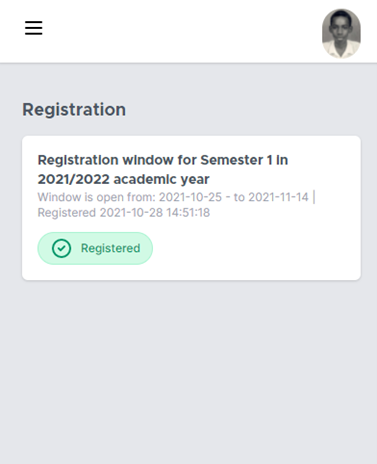 Registration
Registration window for Semester 1 in
2021/2022 academic year
Window is open from: 2021-10-25 - to 2021-11-14 |
Registered 2021-10-28 14:51:18
Registered